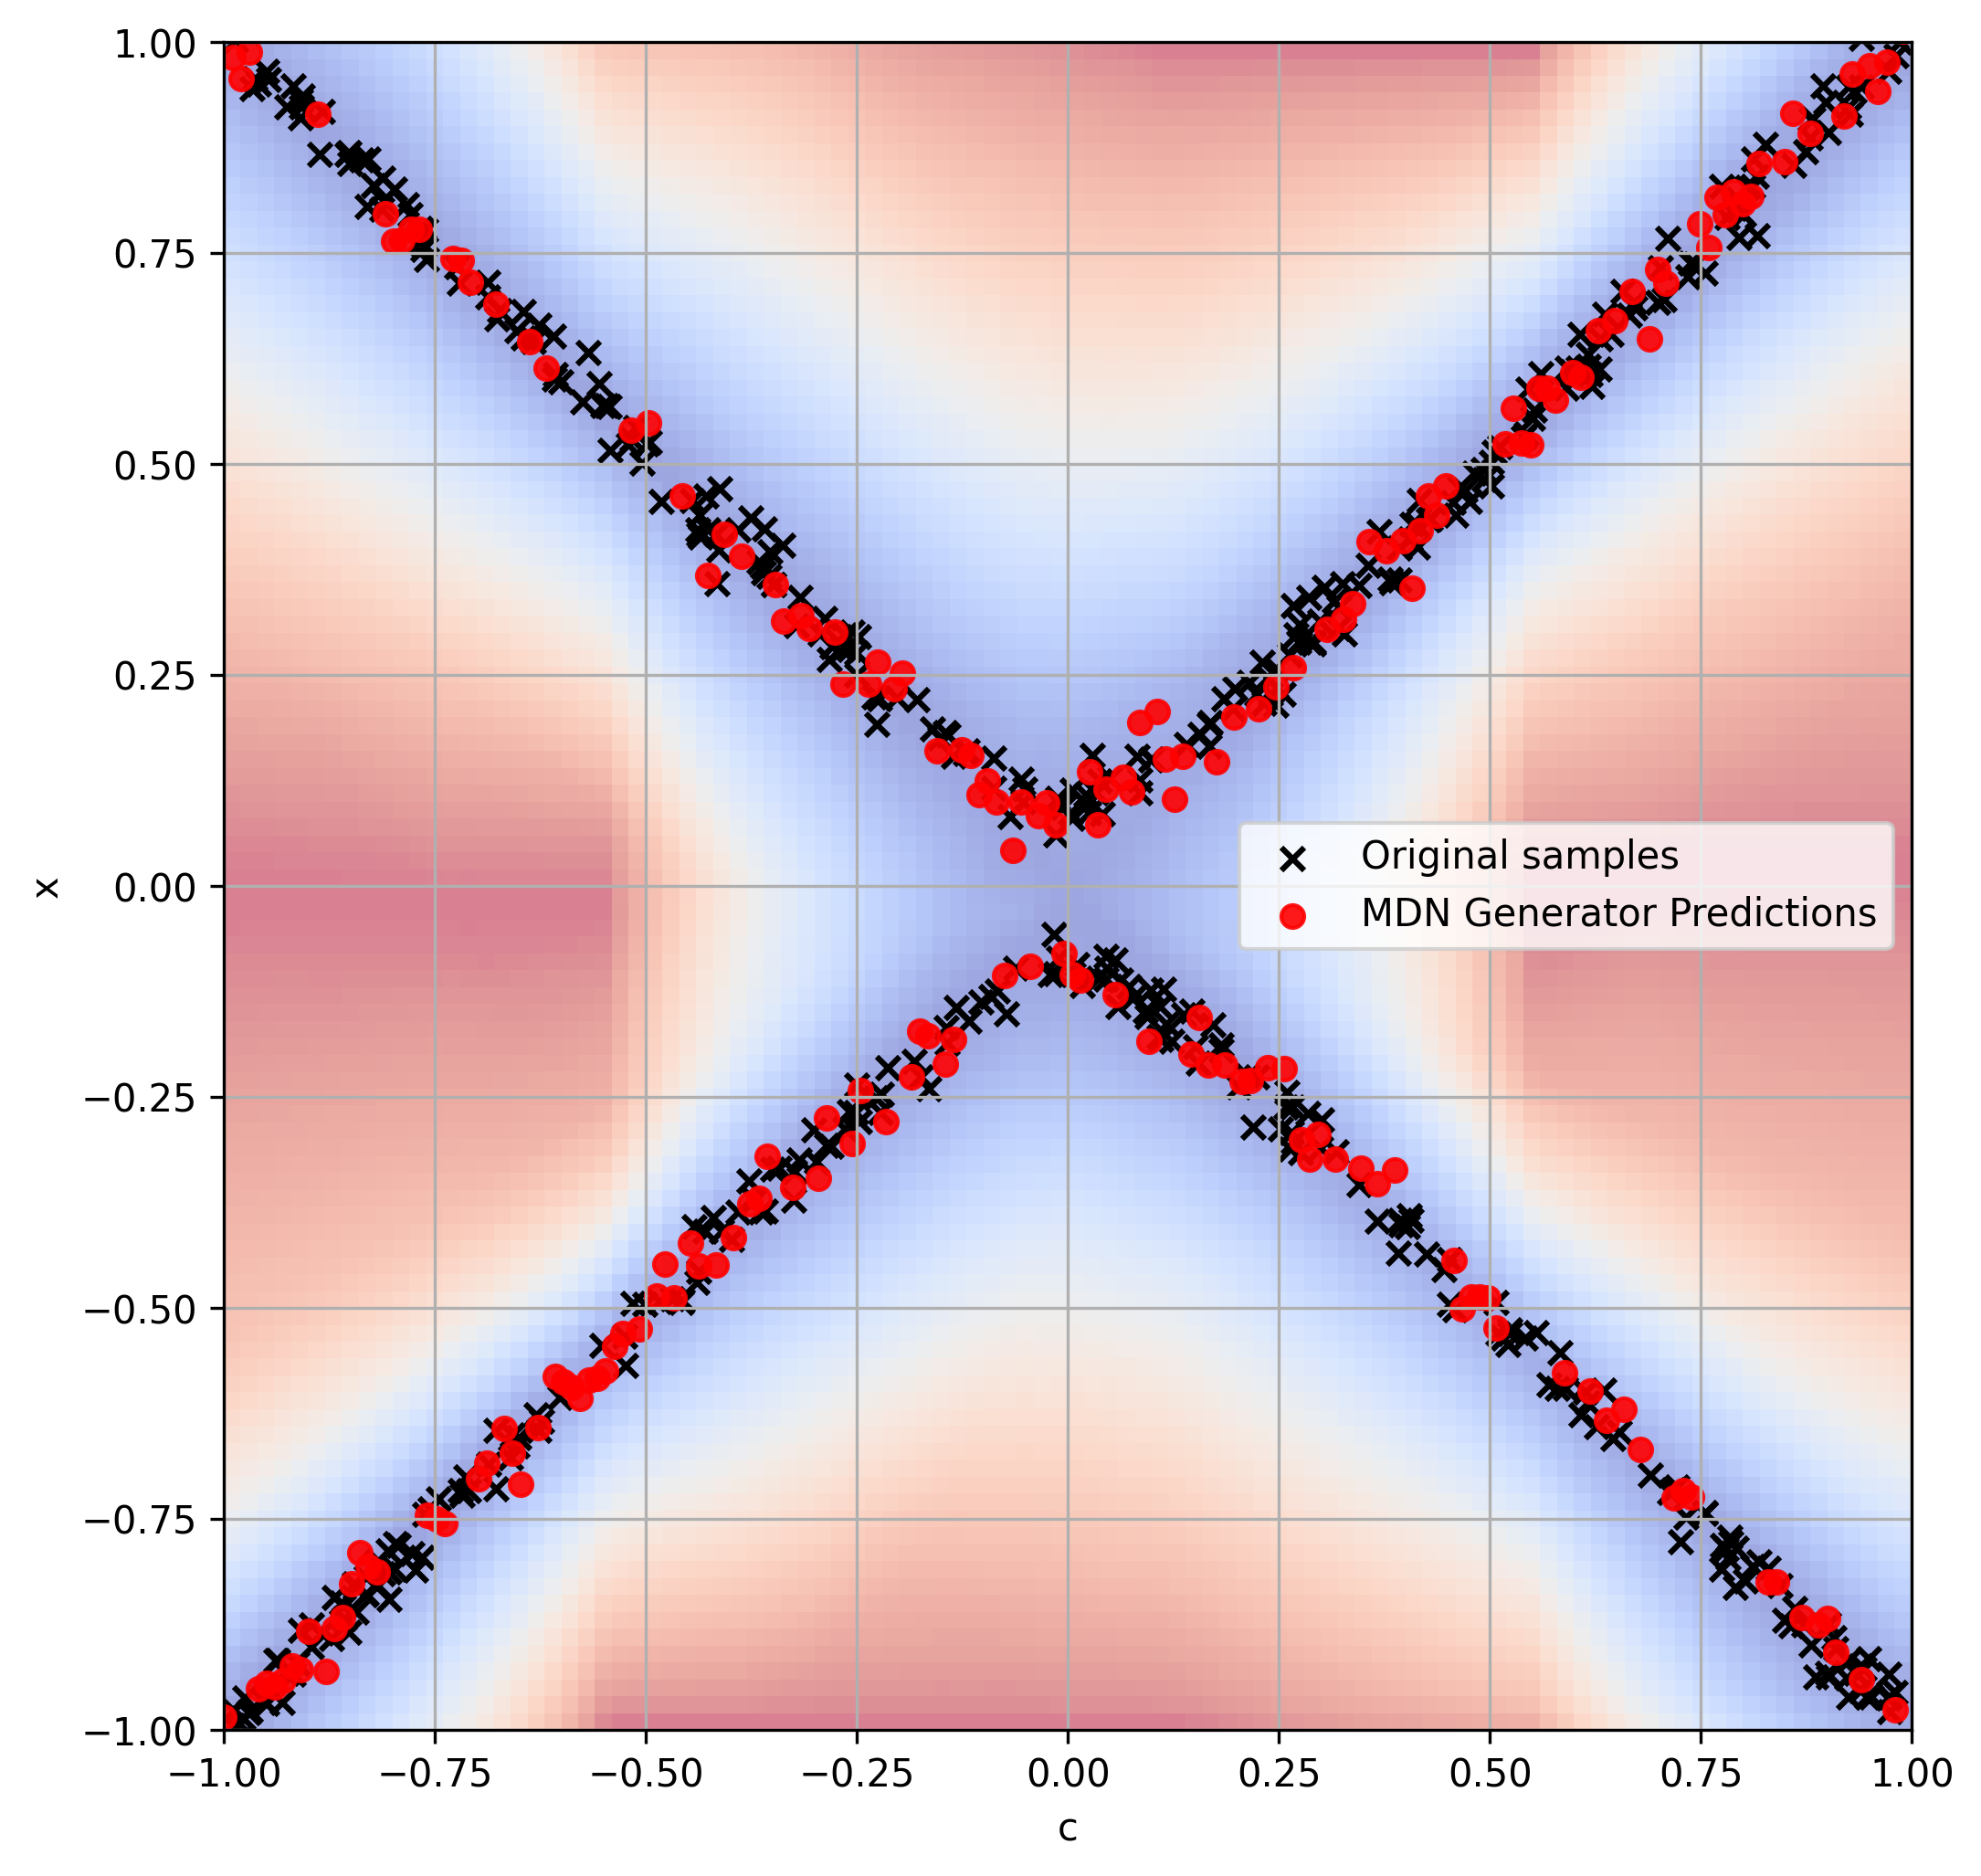 1.00
0.75
0.50
0.25
0.00
−0.25
−0.50
−0.75
−1.00
x
Original samples
MDN Generator Predictions
−1.00 −0.75 −0.50 −0.25 0.00 0.25 0.50 0.75 1.00
c